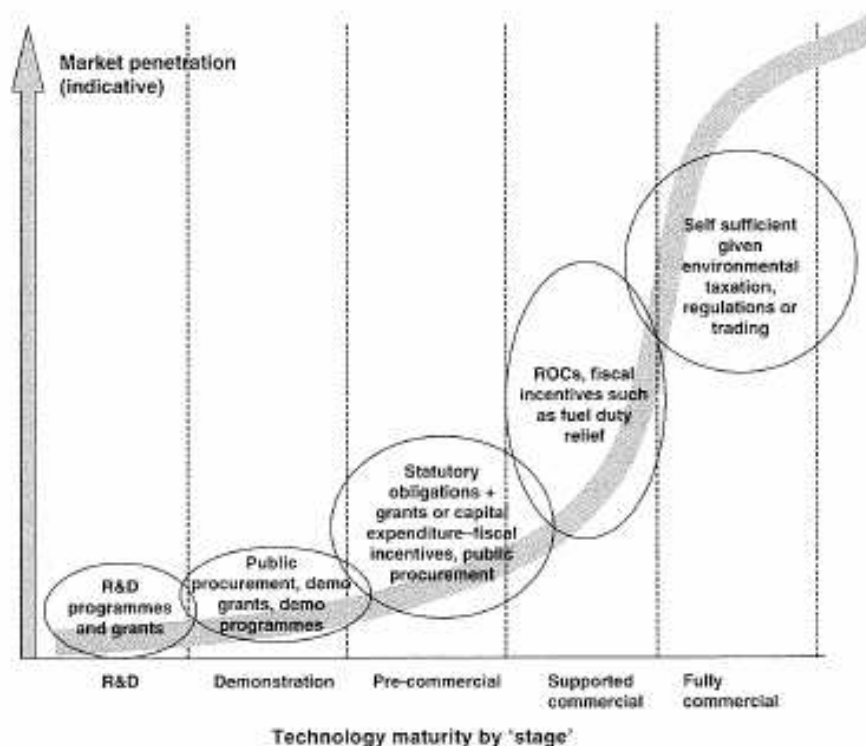 Market penetration
(indicative)
Self sufficient
given
environmental
taxation,
regulations or
trading
ROCs, fiscal
incentives such
as fuel duty
relief
Statutory
obligations +
grants or capital
expenditure–fiscal
incentives, public
procurement
Public
procurement, demo
grants, demo
programmes
R&D
programmes
and grants
R&D
Demonstration
Pre-commercial
Supported
commercial
Fully
commercial
Technology maturity by 'stage'